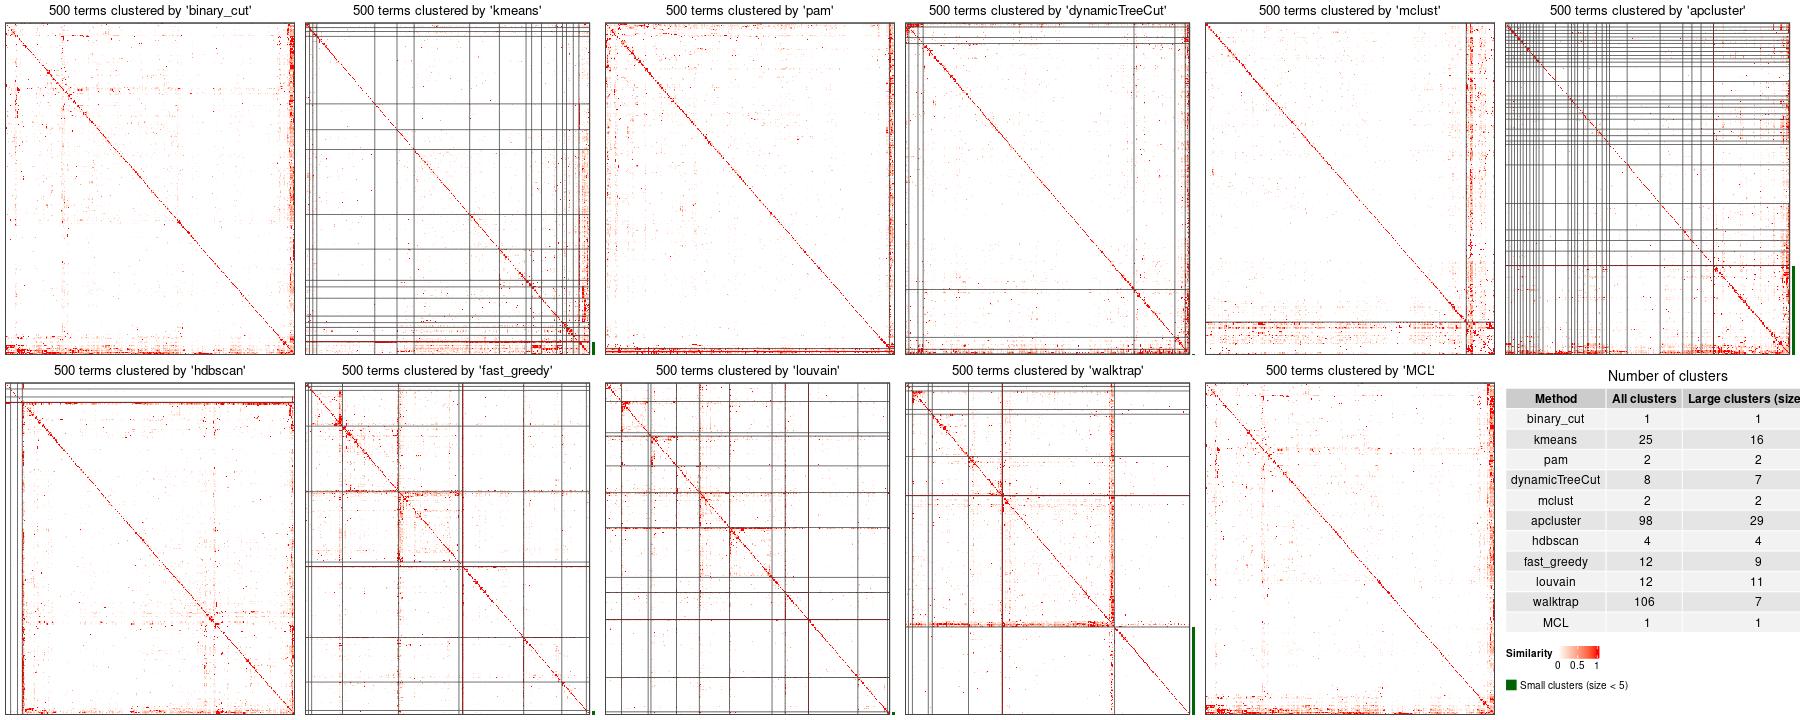 500 terms clustered by 'binary_cut'
500 terms clustered by 'kmeans'
500 terms clustered by 'pam'
500 terms clustered by 'dynamicTreeCut'
500 terms clustered by 'mclust'
500 terms clustered by 'apcluster'
500 terms clustered by 'hdbscan'
500 terms clustered by 'fast_greedy'
500 terms clustered by 'louvain'
500 terms clustered by 'walktrap'
500 terms clustered by 'MCL'
Number of clusters
Method All clusters Large clusters (size
binary_cut 1 1
kmeans 25 16
pam 2 2
dynamicTreeCut 8 7
mclust 2 2
apcluster 98 29
hdbscan 4 4
fast_greedy 12 9
louvain 12 11
walktrap 106 7
MCL 1 1
Similarity
0 0.5 1
Small clusters (size < 5)